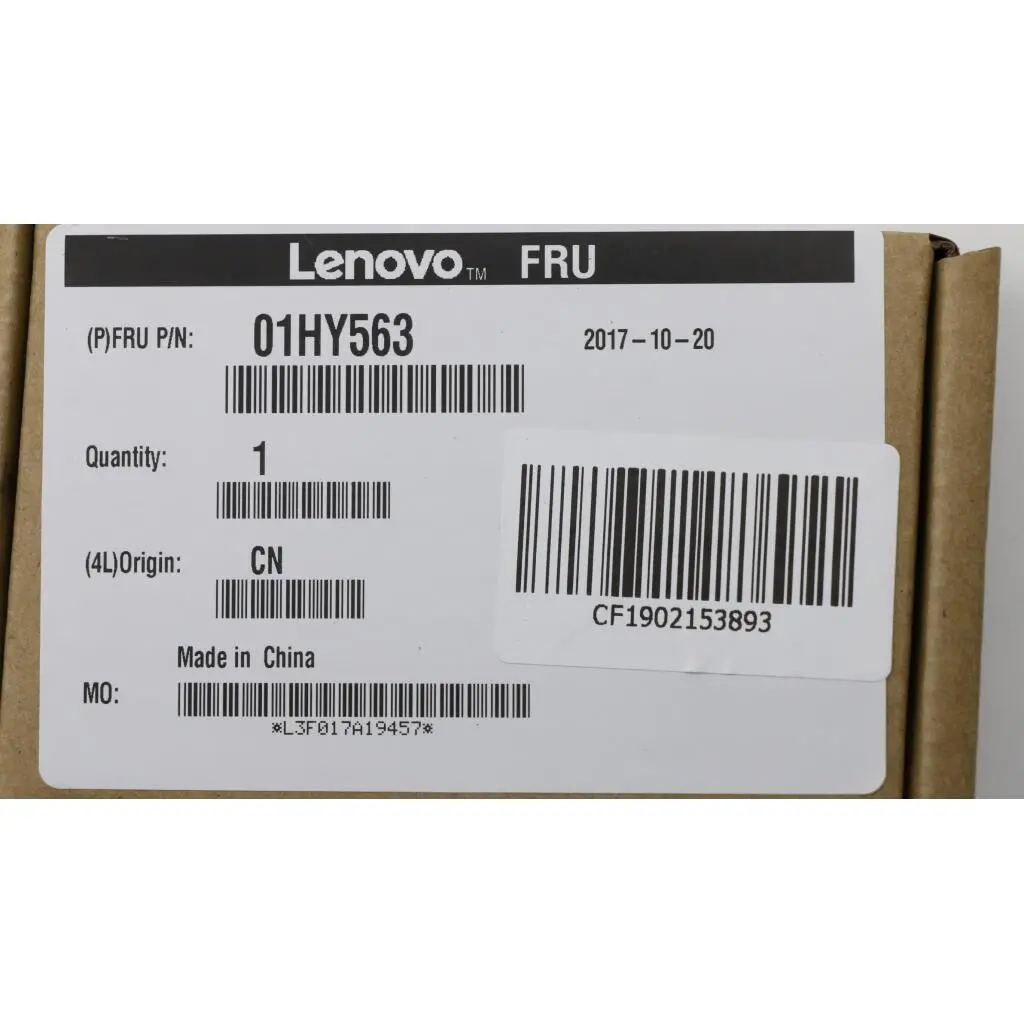 Lenovo™ FRU
(P)FRU P/N: 01HY563 2017-10-20
Quantity: 1
(4L)Origin: CN
CF1902153893
Made in China
MO:
*L3F017A19457*